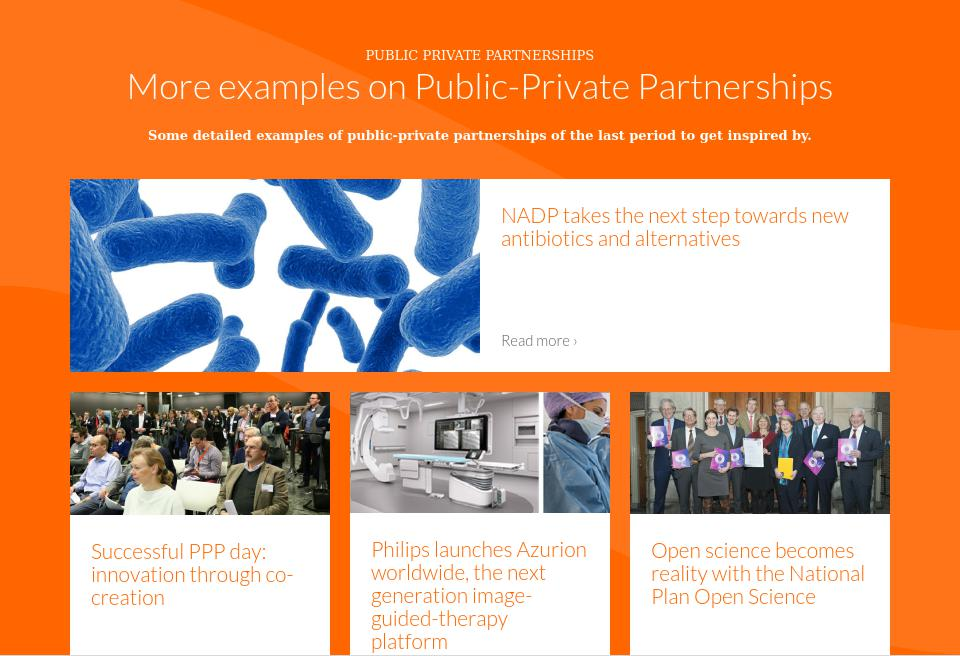 PUBLIC PRIVATE PARTNERSHIPS
More examples on Public-Private Partnerships
Some detailed examples of public-private partnerships of the last period to get inspired by.
NADP takes the next step towards new
antibiotics and alternatives
Read more ›
Successful PPP day:
innovation through co-
creation
Philips launches Azurion
worldwide, the next
generation image-
guided-therapy
platform
Open science becomes
reality with the National
Plan Open Science